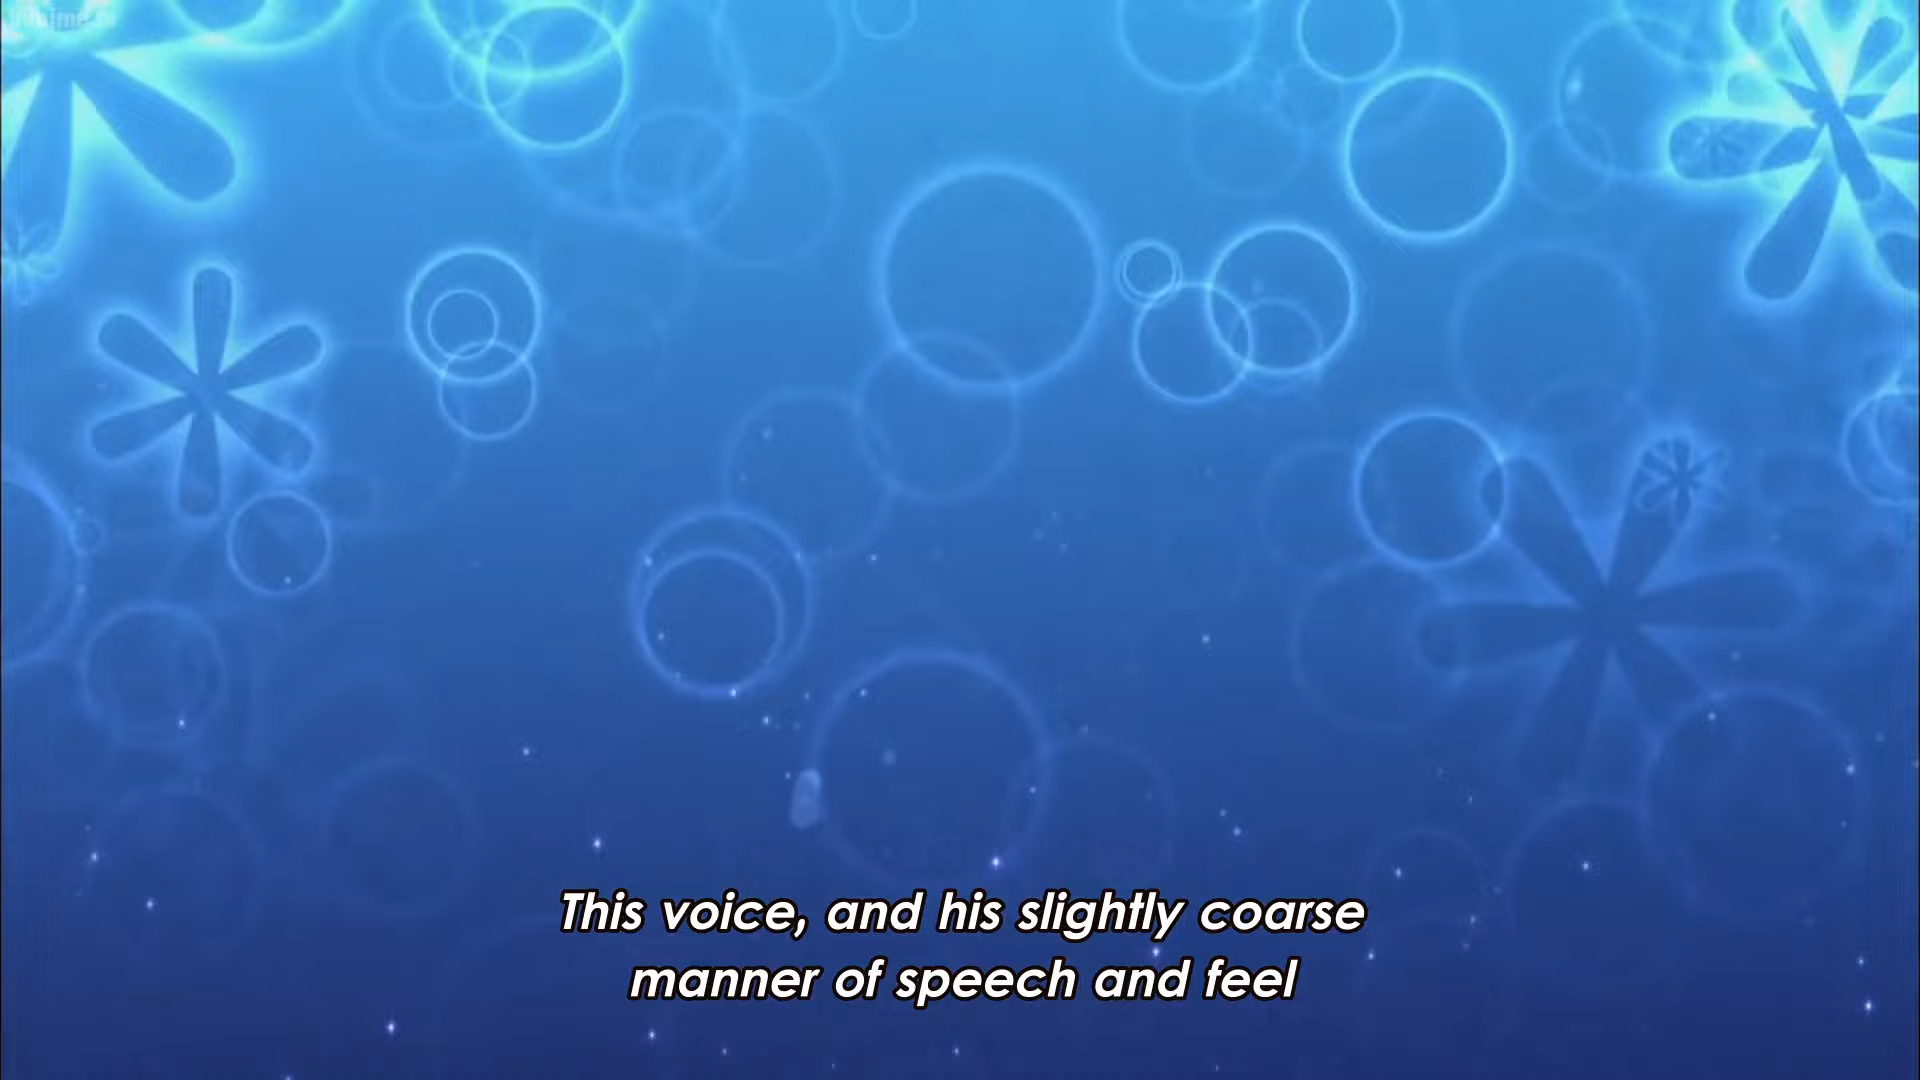 This voice, and his slightly coarse
manner of speech and feel